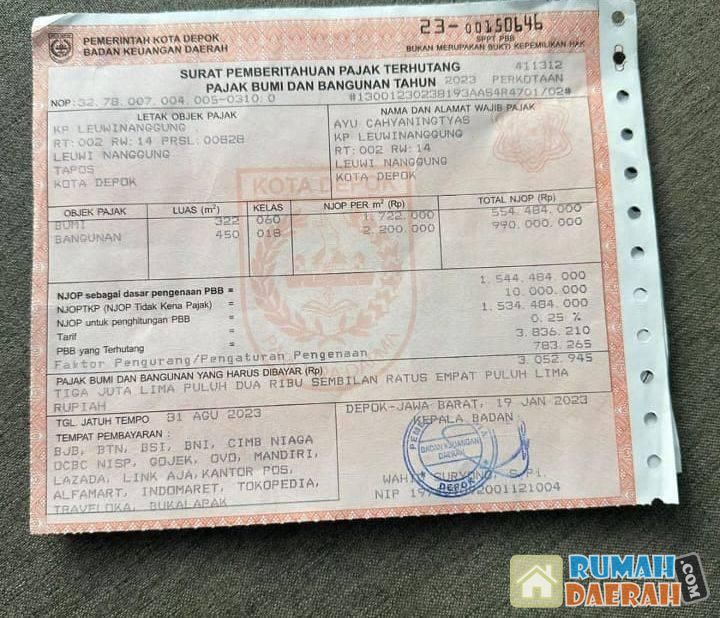 PEMERINTAH KOTA DEPOK
BADAN KEUANGAN DAERAH
23-00150646
SPPT PBB
BUKAN MERUPAKAN BUKTI KEPEMILIKAN HAK
SURAT PEMBERITAHUAN PAJAK TERHUTANG 411312
PAJAK BUMI DAN BANGUNAN TAHUN 2023 PERKOTAAN
NOP: 32.78.007.004.005-0310.0 #13001230238193AAS4R4701/02#
LETAK OBJEK PAJAK
KP LEUWINANGGUNG
RT:002 RW:14 PRSL:00828
LEUWI NANGGUNG
TAPOS
KOTA DEPOK
NAMA DAN ALAMAT WAJIB PAJAK
AYU CAHYANINGTYAS
KP LEUWINANGGUNG
RT:002 RW:14
LEUWI NANGGUNG
KOTA DEPOK
OBJEK PAJAK LUAS (m²) KELAS NJOP PER m² (Rp) TOTAL NJOP (Rp)
BUMI 322 060 1.722.000 554.484.000
BANGUNAN 450 018 2.200.000 990.000.000
KOTA DEPOK
NJOP sebagai dasar pengenaan PBB = 1.544.484.000
NJOPTKP (NJOP Tidak Kena Pajak) = 10.000.000
NJOP untuk penghitungan PBB = 1.534.484.000
Tarif = 0.25 %
PBB yang Terhutang = 3.836.210
Faktor Pengurang/Pengaturan Pengenaan 783.265
PAJAK BUMI DAN BANGUNAN YANG HARUS DIBAYAR (Rp) 3.052.945
TIGA JUTA LIMA PULUH DUA RIBU SEMBILAN RATUS EMPAT PULUH LIMA
RUPIAH
TGL JATUH TEMPO 31 AGU 2023
TEMPAT PEMBAYARAN :
BJB, BTN, BSI, BNI, CIMB NIAGA
OCBC NISP, GOJEK, OVO, MANDIRI,
LAZADA, LINK AJA, KANTOR POS,
ALFAMART, INDOMARET, TOKOPEDIA,
TRAVELOKA, BUKALAPAK
DEPOK-JAWA BARAT, 19 JAN 2023
KEPALA BADAN
BADAN KEUANGAN
DAERAH
DEPOK
NIP
RUMAH
DAERAH.COM